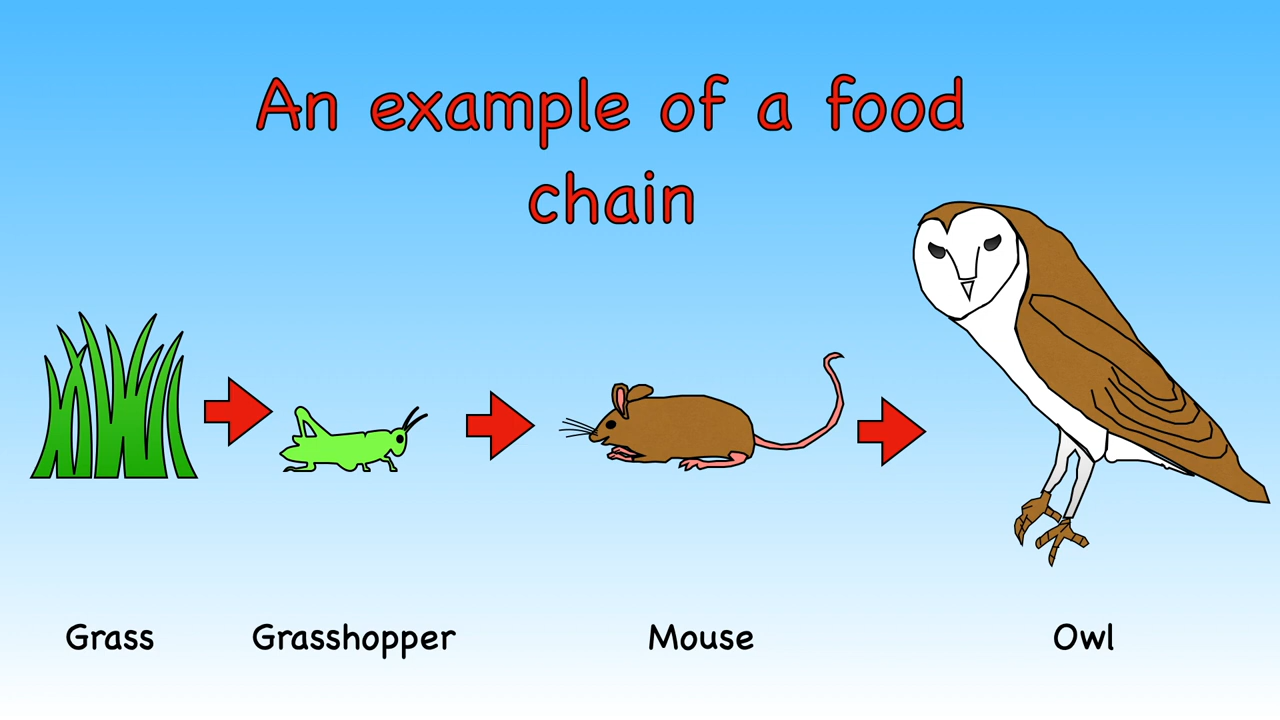 An example of a food
chain
Grass
Grasshopper
Mouse
Owl